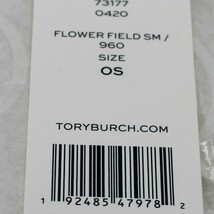 73177
0420
FLOWER FIELD SM /
960
SIZE
OS
TORYBURCH.COM
1 92485 47978 2